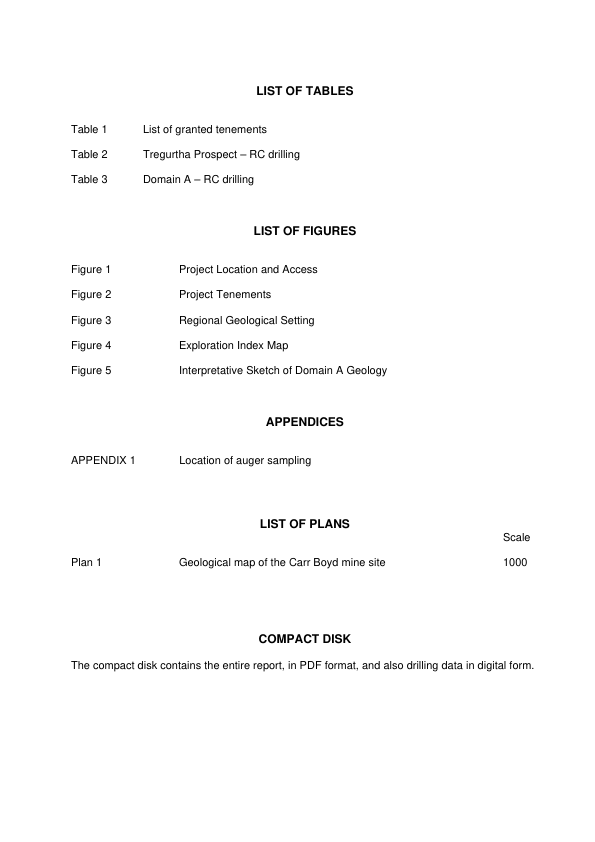 LIST OF TABLES
Table 1 List of granted tenements
Table 2 Tregurtha Prospect – RC drilling
Table 3 Domain A – RC drilling
LIST OF FIGURES
Figure 1 Project Location and Access
Figure 2 Project Tenements
Figure 3 Regional Geological Setting
Figure 4 Exploration Index Map
Figure 5 Interpretative Sketch of Domain A Geology
APPENDICES
APPENDIX 1 Location of auger sampling
LIST OF PLANS
Scale
Plan 1 Geological map of the Carr Boyd mine site 1000
COMPACT DISK
The compact disk contains the entire report, in PDF format, and also drilling data in digital form.